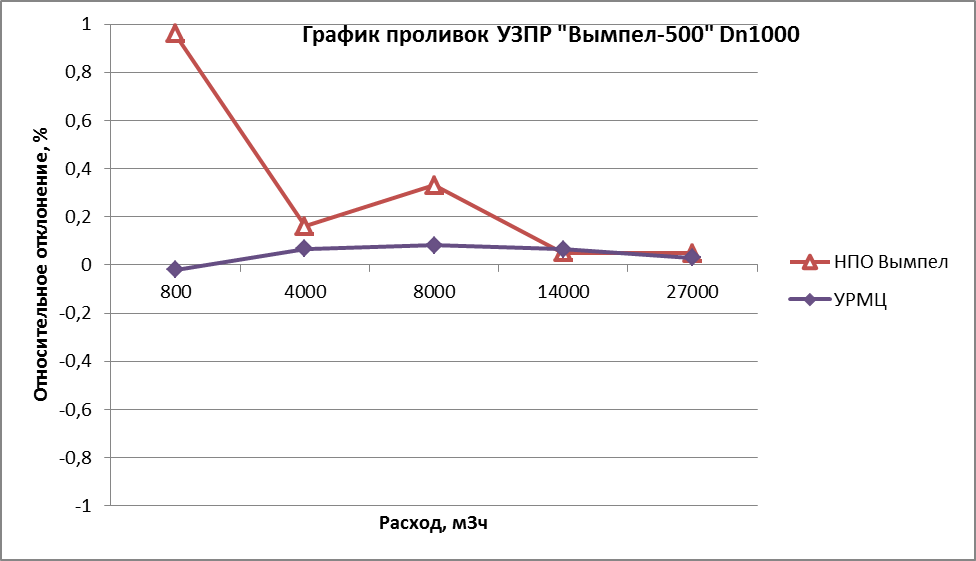 График проливок УЗПР "Вымпел-500" Dn1000
Относительное отклонение, %
1
0,8
0,6
0,4
0,2
0
-0,2
-0,4
-0,6
-0,8
-1
800 4000 8000 14000 27000
Расход, м3ч
НПО Вымпел
УРМЦ